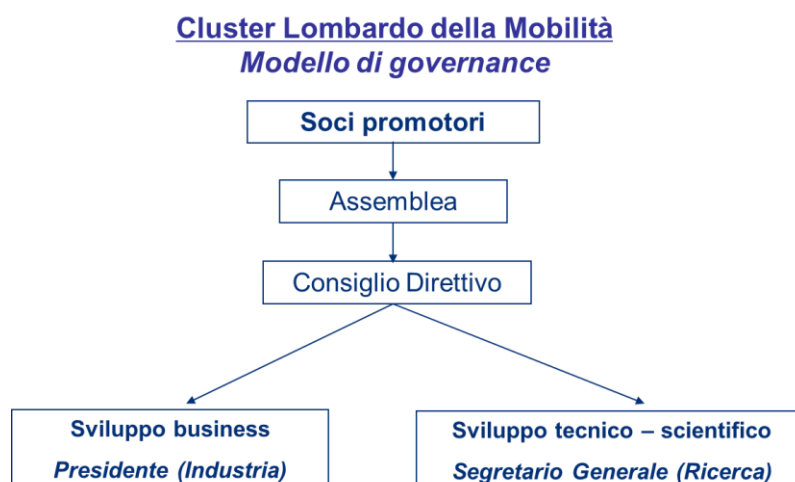 Cluster Lombardo della Mobilità
Modello di governance
Soci promotori
Assemblea
Consiglio Direttivo
Sviluppo business
Presidente (Industria)
Sviluppo tecnico – scientifico
Segretario Generale (Ricerca)